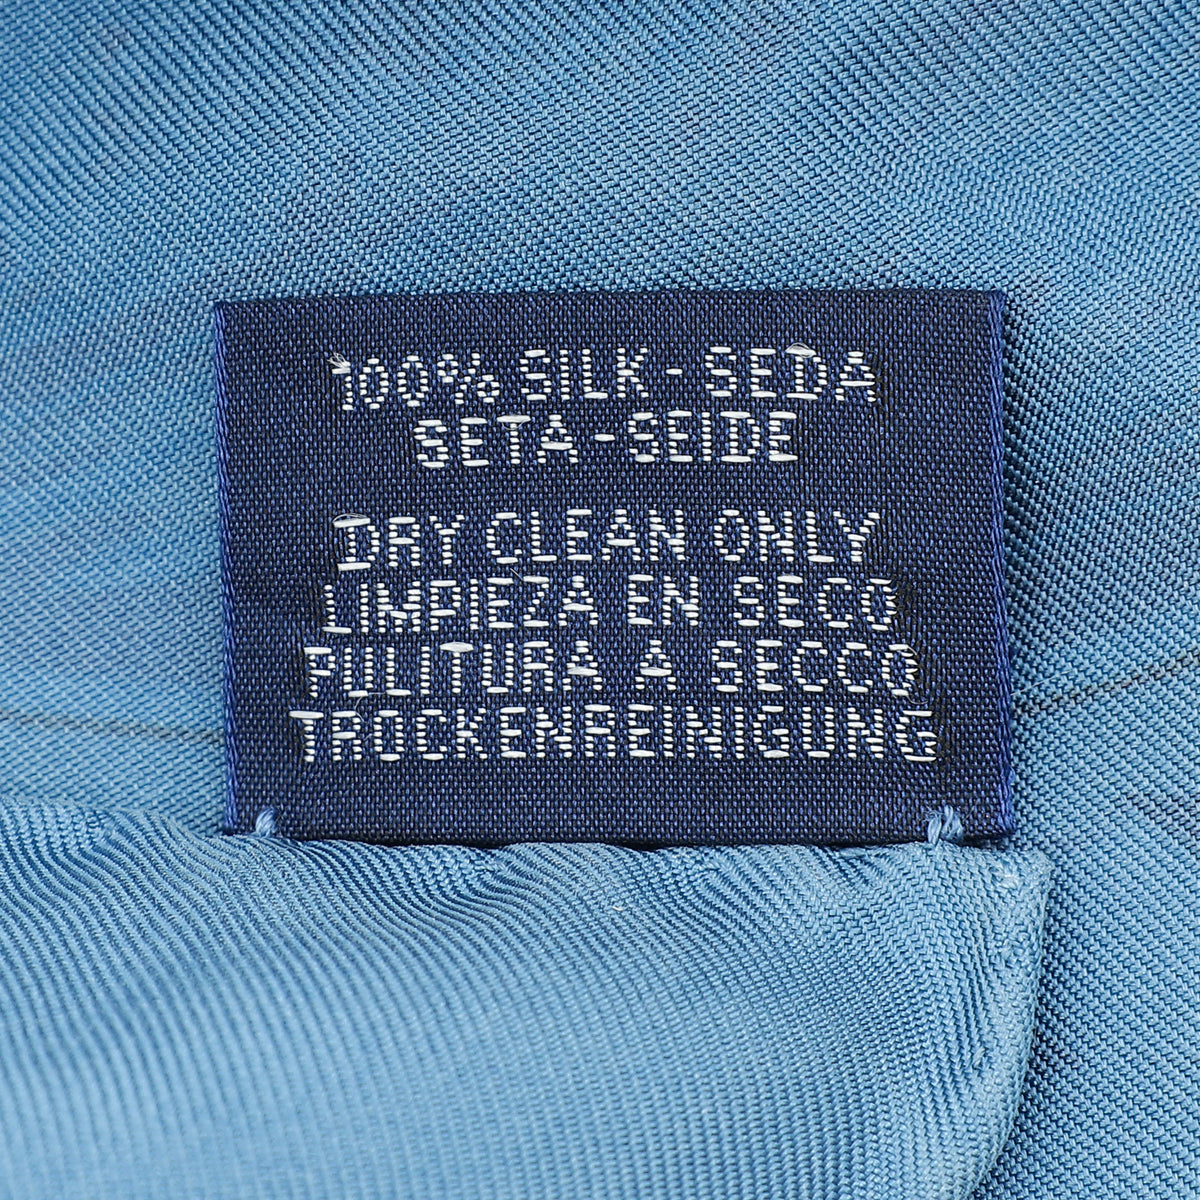 100% SILK - SEDA
SETA - SEIDE
DRY CLEAN ONLY
LIMPIEZA EN SECO
PULITURA A SECCO
TROCKENREINIGUNG